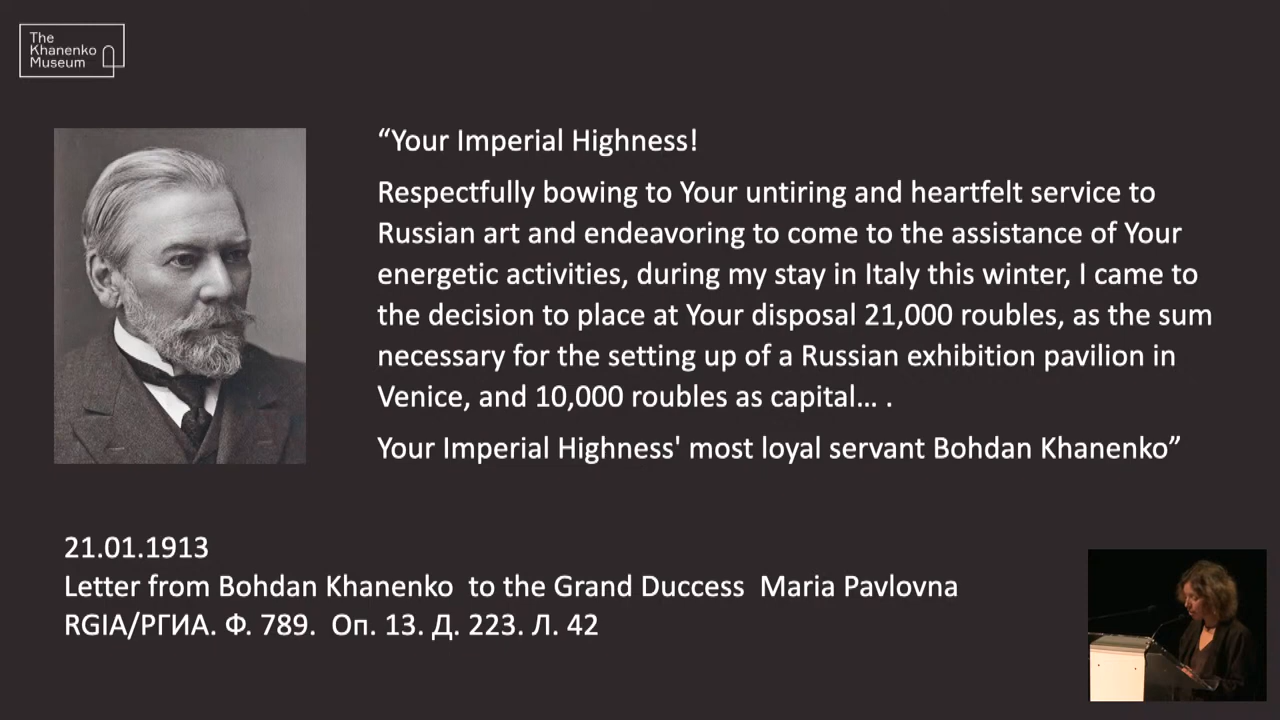 The
Khanenko
Museum
“Your Imperial Highness!
Respectfully bowing to Your untiring and heartfelt service to
Russian art and endeavoring to come to the assistance of Your
energetic activities, during my stay in Italy this winter, I came to
the decision to place at Your disposal 21,000 roubles, as the sum
necessary for the setting up of a Russian exhibition pavilion in
Venice, and 10,000 roubles as capital... .
Your Imperial Highness' most loyal servant Bohdan Khanenko”
21.01.1913
Letter from Bohdan Khanenko to the Grand Duccess Maria Pavlovna
RGIA/РГИА. Ф. 789. Оп. 13. Д. 223. Л. 42